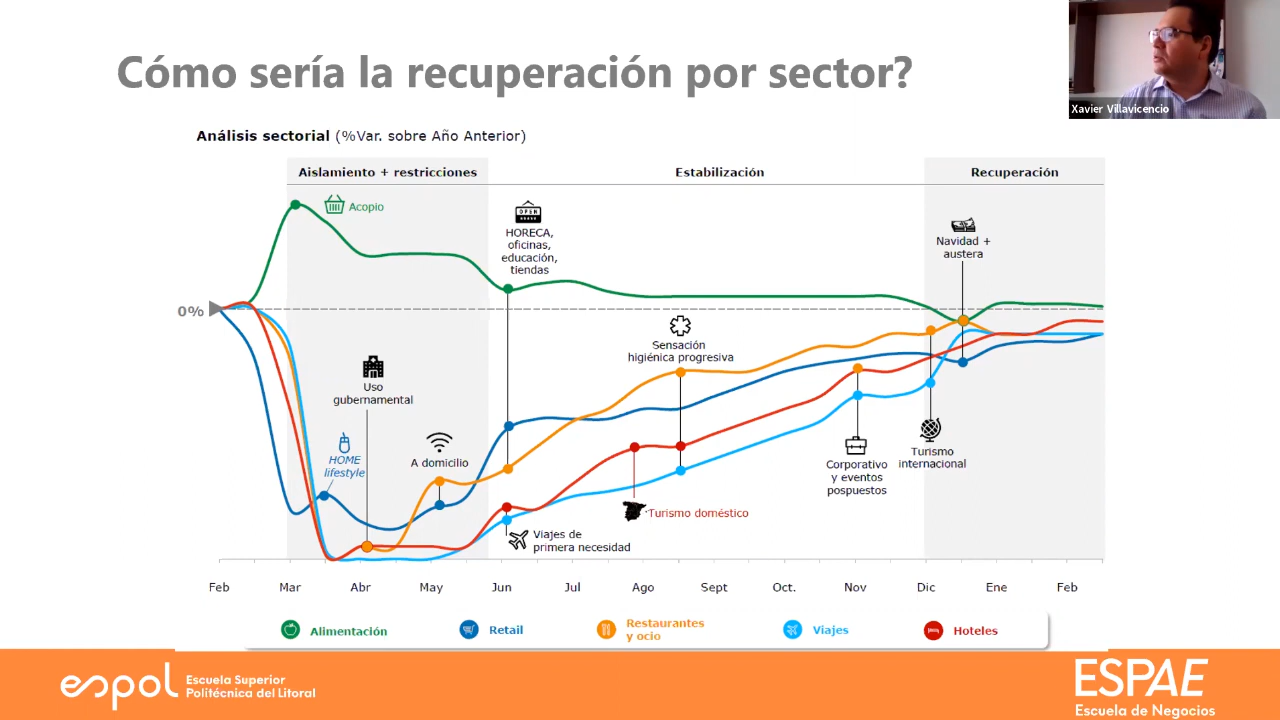 Cómo sería la recuperación por sector?
Xavier Villavicencio
Análisis sectorial (%Var. sobre Año Anterior)
Aislamiento + restricciones
Estabilización
Recuperación
Acopio
OPEN
HORECA,
oficinas,
educación,
tiendas
Navidad +
austera
0%
Sensación
higiénica progresiva
Uso
gubernamental
HOME
lifestyle
A domicilio
Corporativo
y eventos
pospuestos
Turismo
internacional
Turismo doméstico
Viajes de
primera necesidad
Feb Mar Abr May Jun Jul Ago Sept Oct. Nov Dic Ene Feb
Alimentación
Retail
Restaurantes
y ocio
Viajes
Hoteles
espol Escuela Superior
Politécnica del Litoral
ESPAE
Escuela de Negocios